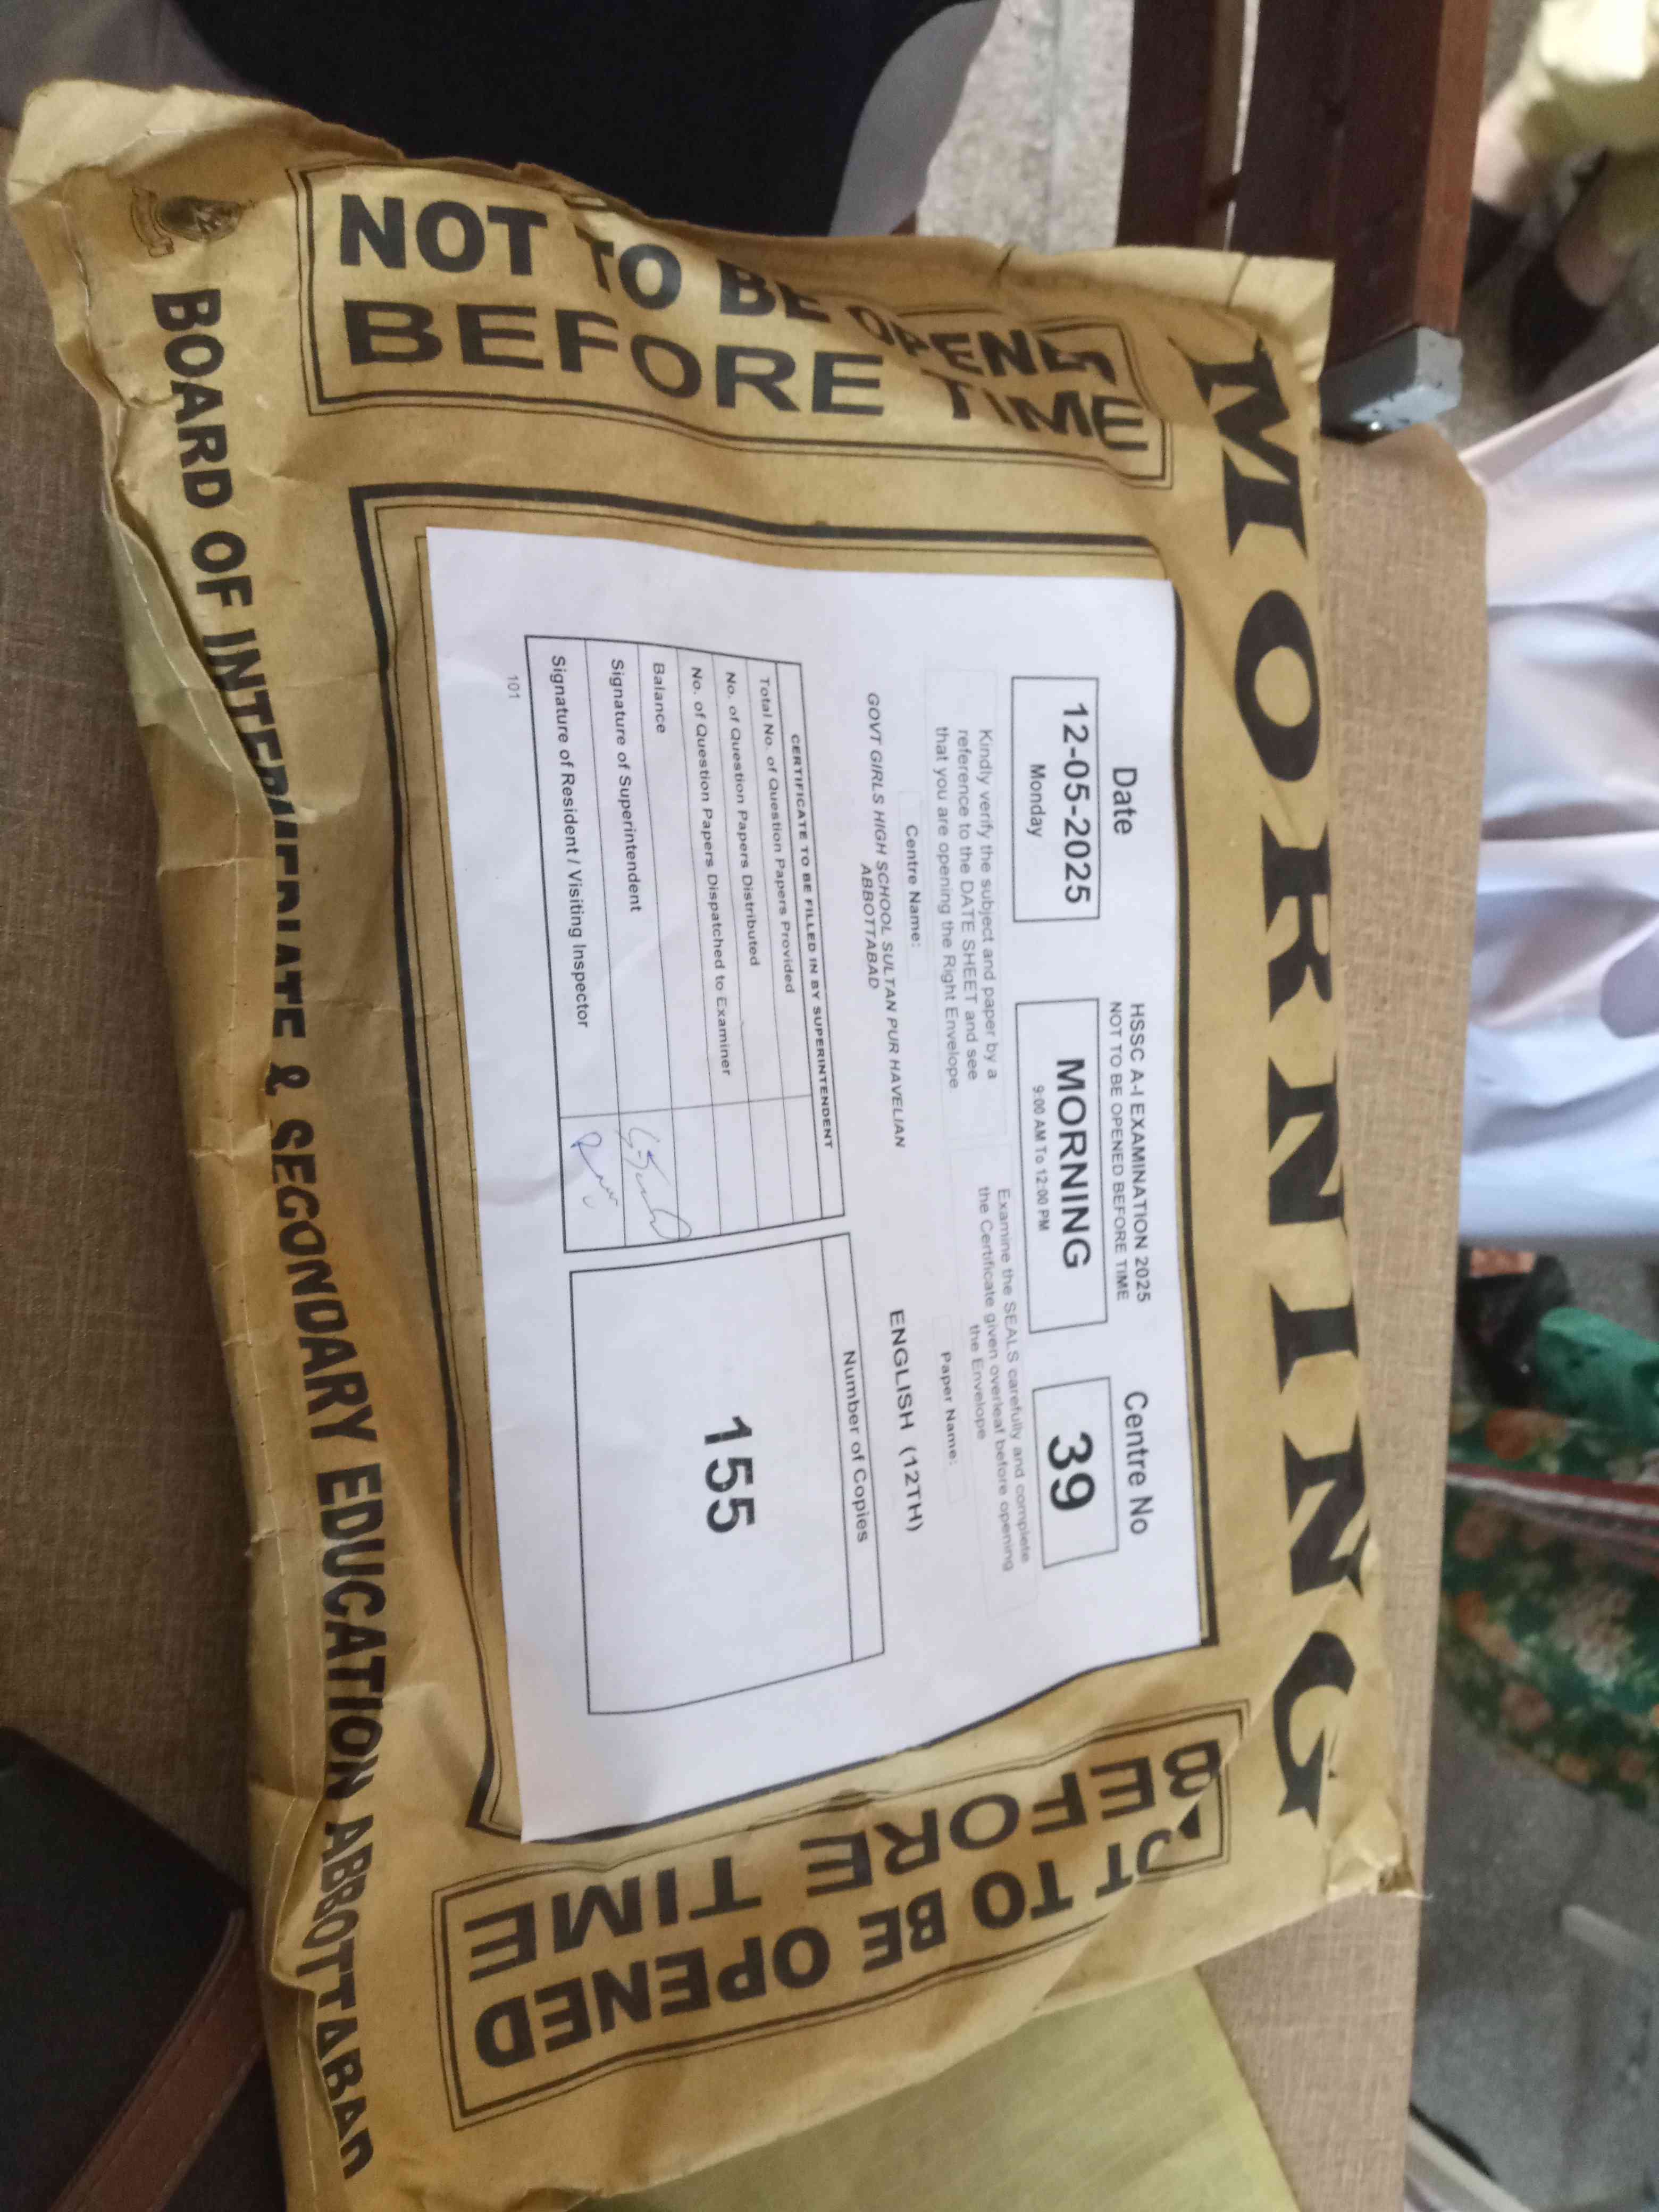 MORNING
NOT TO BE OPENED
BEFORE TIME
Date
12-05-2025
Monday
HSSC A-I EXAMINATION 2025
NOT TO BE OPENED BEFORE TIME
MORNING
9:00 AM To 12:00 PM
Centre No
39
Kindly verify the subject and paper by a
reference to the DATE SHEET and see
that you are opening the Right Envelope
Examine the SEALS carefully and complete
the Certificate given overleaf before opening
the Envelope
Centre Name:
GOVT GIRLS HIGH SCHOOL SULTAN PUR HAVELIAN
ABBOTTABAD
Paper Name:
ENGLISH (12TH)
CERTIFICATE TO BE FILLED IN BY SUPERINTENDENT
Total No. of Question Papers Provided
No. of Question Papers Distributed
No. of Question Papers Dispatched to Examiner
Balance
Signature of Superintendent
Signature of Resident / Visiting Inspector
Number of Copies
155
101
TO BE OPENED
BEFORE TIME
BOARD OF INTERMEDIATE & SECONDARY EDUCATION ABBOTTABAD